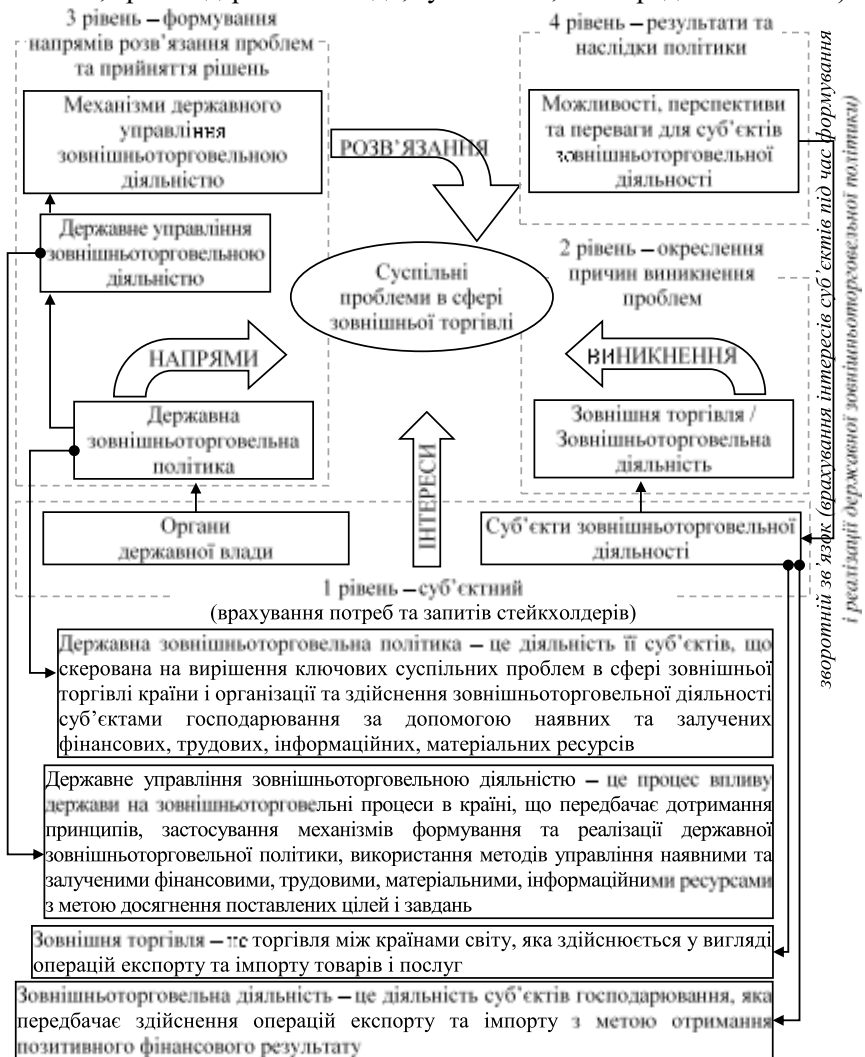 3 рівень – формування
напрямів розв’язання проблем
та прийняття рішень
4 рівень – результати та
наслідки політики
Механізми державного
управління
зовнішньоторговельною
діяльністю
РОЗВ’ЯЗАННЯ
Можливості, перспективи
та переваги для суб’єктів
зовнішньоторговельної
діяльності
Державне управління
зовнішньоторговельною
діяльністю
Суспільні
проблеми в сфері
зовнішньої торгівлі
2 рівень – окреслення
причин виникнення
проблем
НАПРЯМИ
ВИНИКНЕННЯ
Державна
зовнішньоторговельна
політика
ІНТЕРЕСИ
Зовнішня торгівля /
Зовнішньоторговельна
діяльність
Органи
державної влади
Суб’єкти зовнішньоторговельної
діяльності
1 рівень – суб’єктний
(врахування потреб та запитів стейкхолдерів)
зворотній зв’язок (врахування інтересів суб’єктів під час формування
і реалізації державної зовнішньоторговельної політики)
Державна зовнішньоторговельна політика – це діяльність її суб’єктів, що
скерована на вирішення ключових суспільних проблем в сфері зовнішньої
торгівлі країни і організації та здійснення зовнішньоторговельної діяльності
суб’єктами господарювання за допомогою наявних та залучених
фінансових, трудових, інформаційних, матеріальних ресурсів
Державне управління зовнішньоторговельною діяльністю – це процес впливу
держави на зовнішньоторговельні процеси в країні, що передбачає дотримання
принципів, застосування механізмів формування та реалізації державної
зовнішньоторговельної політики, використання методів управління наявними та
залученими фінансовими, трудовими, матеріальними, інформаційними ресурсами
з метою досягнення поставлених цілей і завдань
Зовнішня торгівля – це торгівля між країнами світу, яка здійснюється у вигляді
операцій експорту та імпорту товарів і послуг
Зовнішньоторговельна діяльність – це діяльність суб’єктів господарювання, яка
передбачає здійснення операцій експорту та імпорту з метою отримання
позитивного фінансового результату